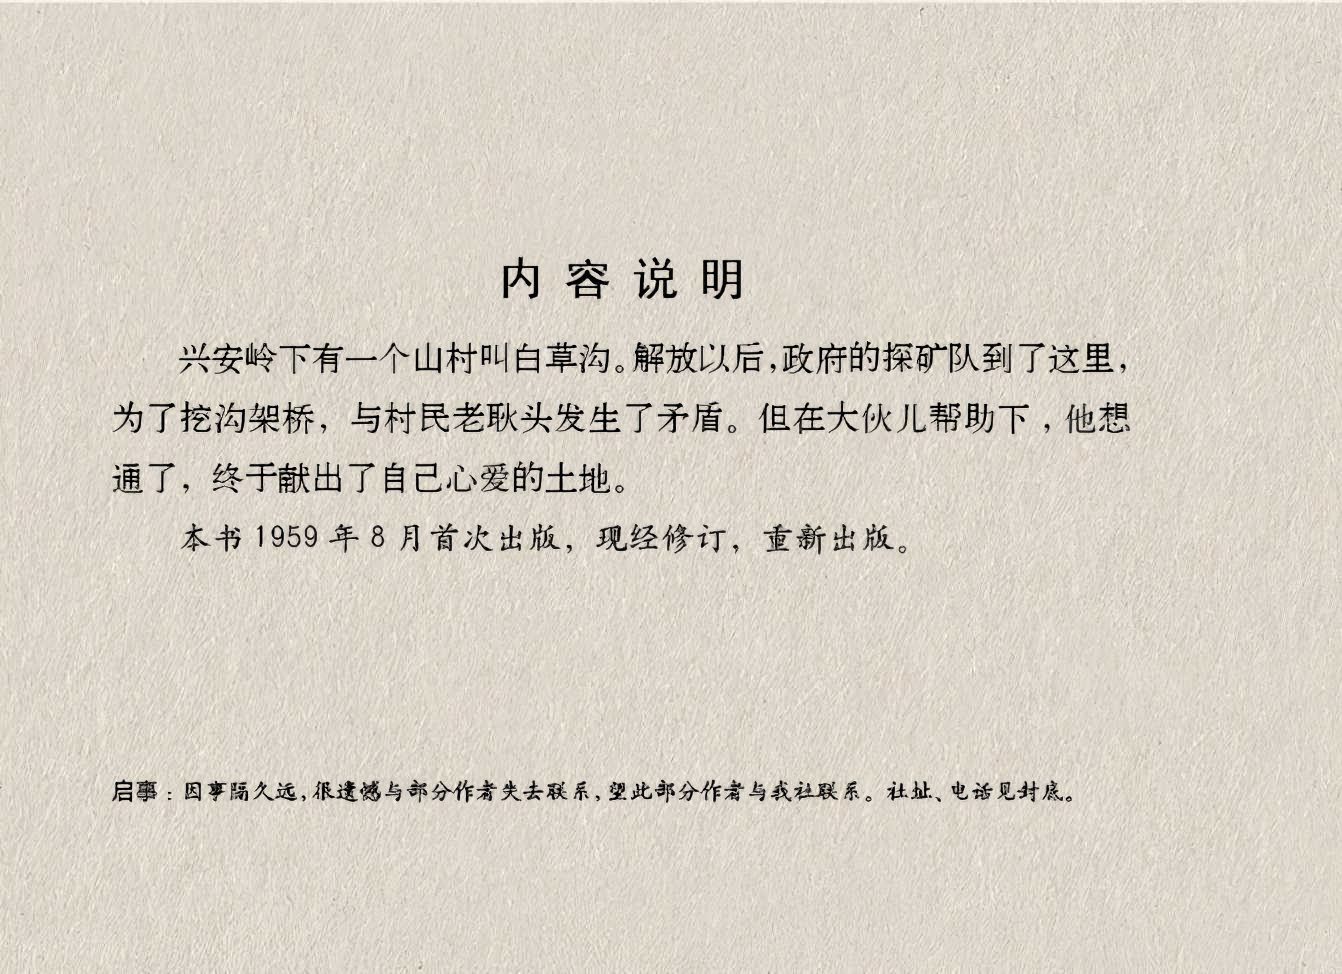 内容说明
兴安岭下有一个山村叫白草沟。解放以后,政府的探矿队到了这里,
为了挖沟架桥，与村民老耿头发生了矛盾。但在大伙儿帮助下，他想
通了，终于献出了自己心爱的土地。
本书1959年8月首次出版，现经修订，重新出版。
启事：因事隔久远,很遗憾与部分作者失去联系,望此部分作者与我社联系。社址、电话见封底。